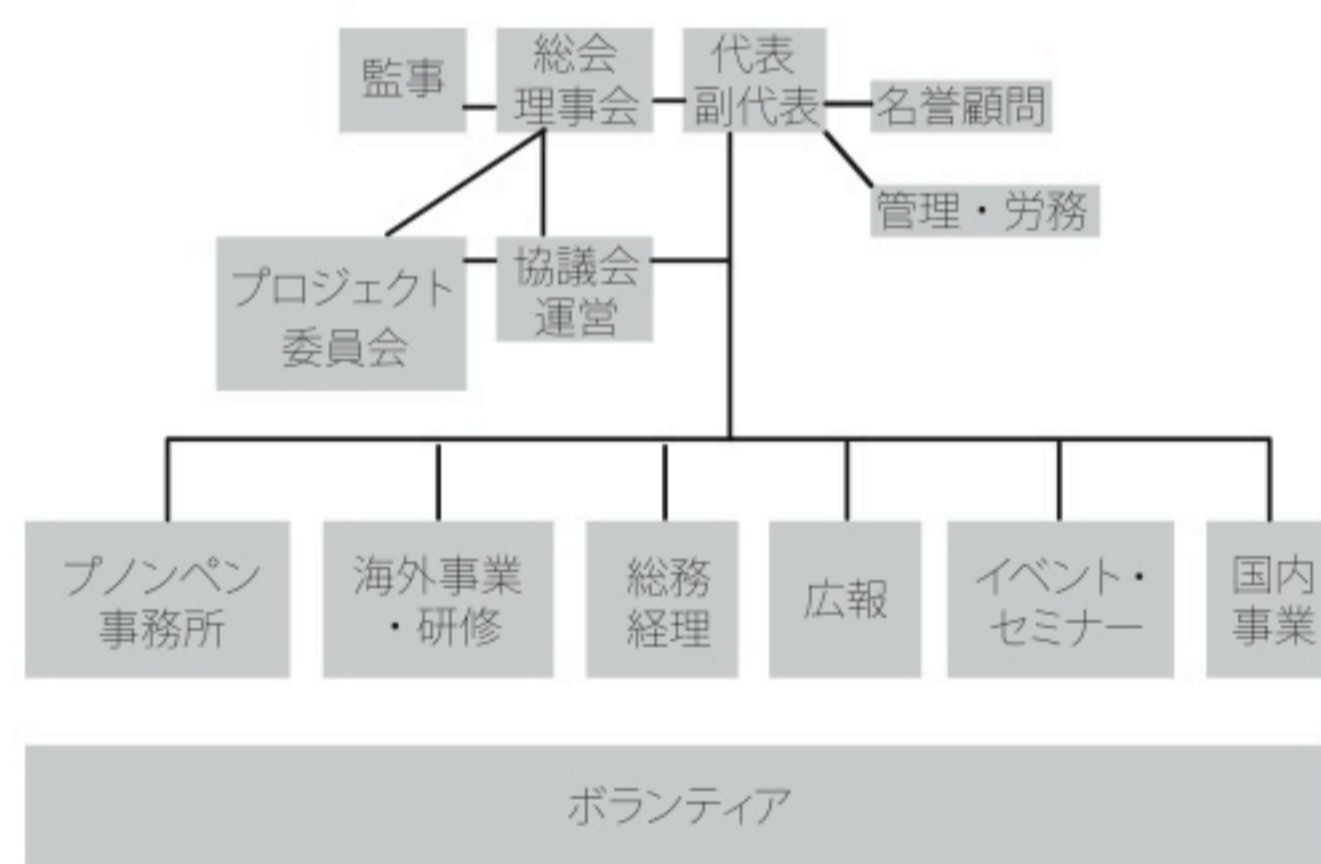 監事
総会
理事会
代表
副代表
名誉顧問
管理・労務
プロジェクト
委員会
協議会
運営
プノンペン
事務所
海外事業
・研修
総務
経理
広報
イベント・
セミナー
国内
事業
ボランティア